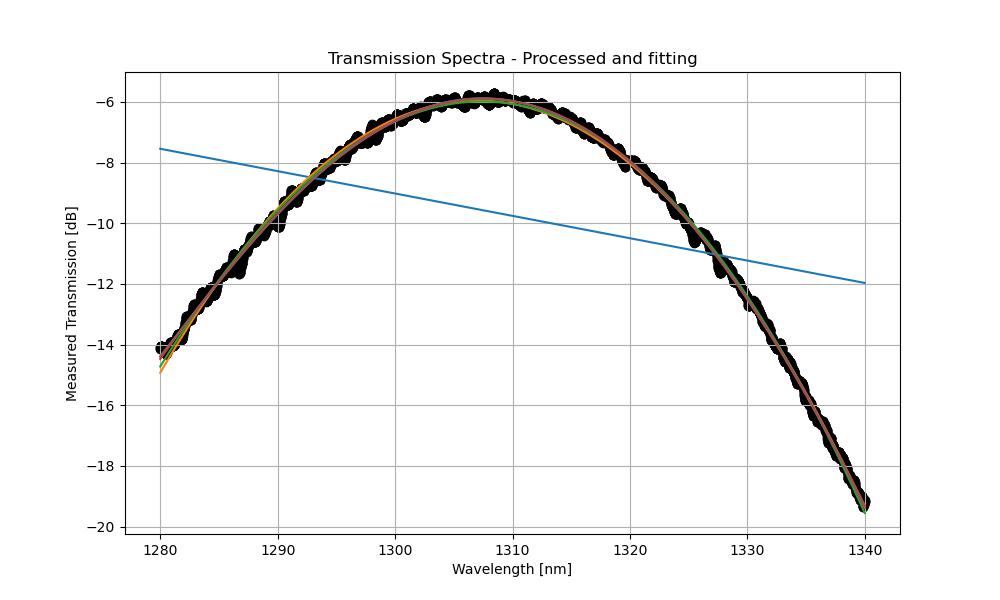 Transmission Spectra - Processed and fitting
Measured Transmission [dB]
−6
−8
−10
−12
−14
−16
−18
−20
1280 1290 1300 1310 1320 1330 1340
Wavelength [nm]